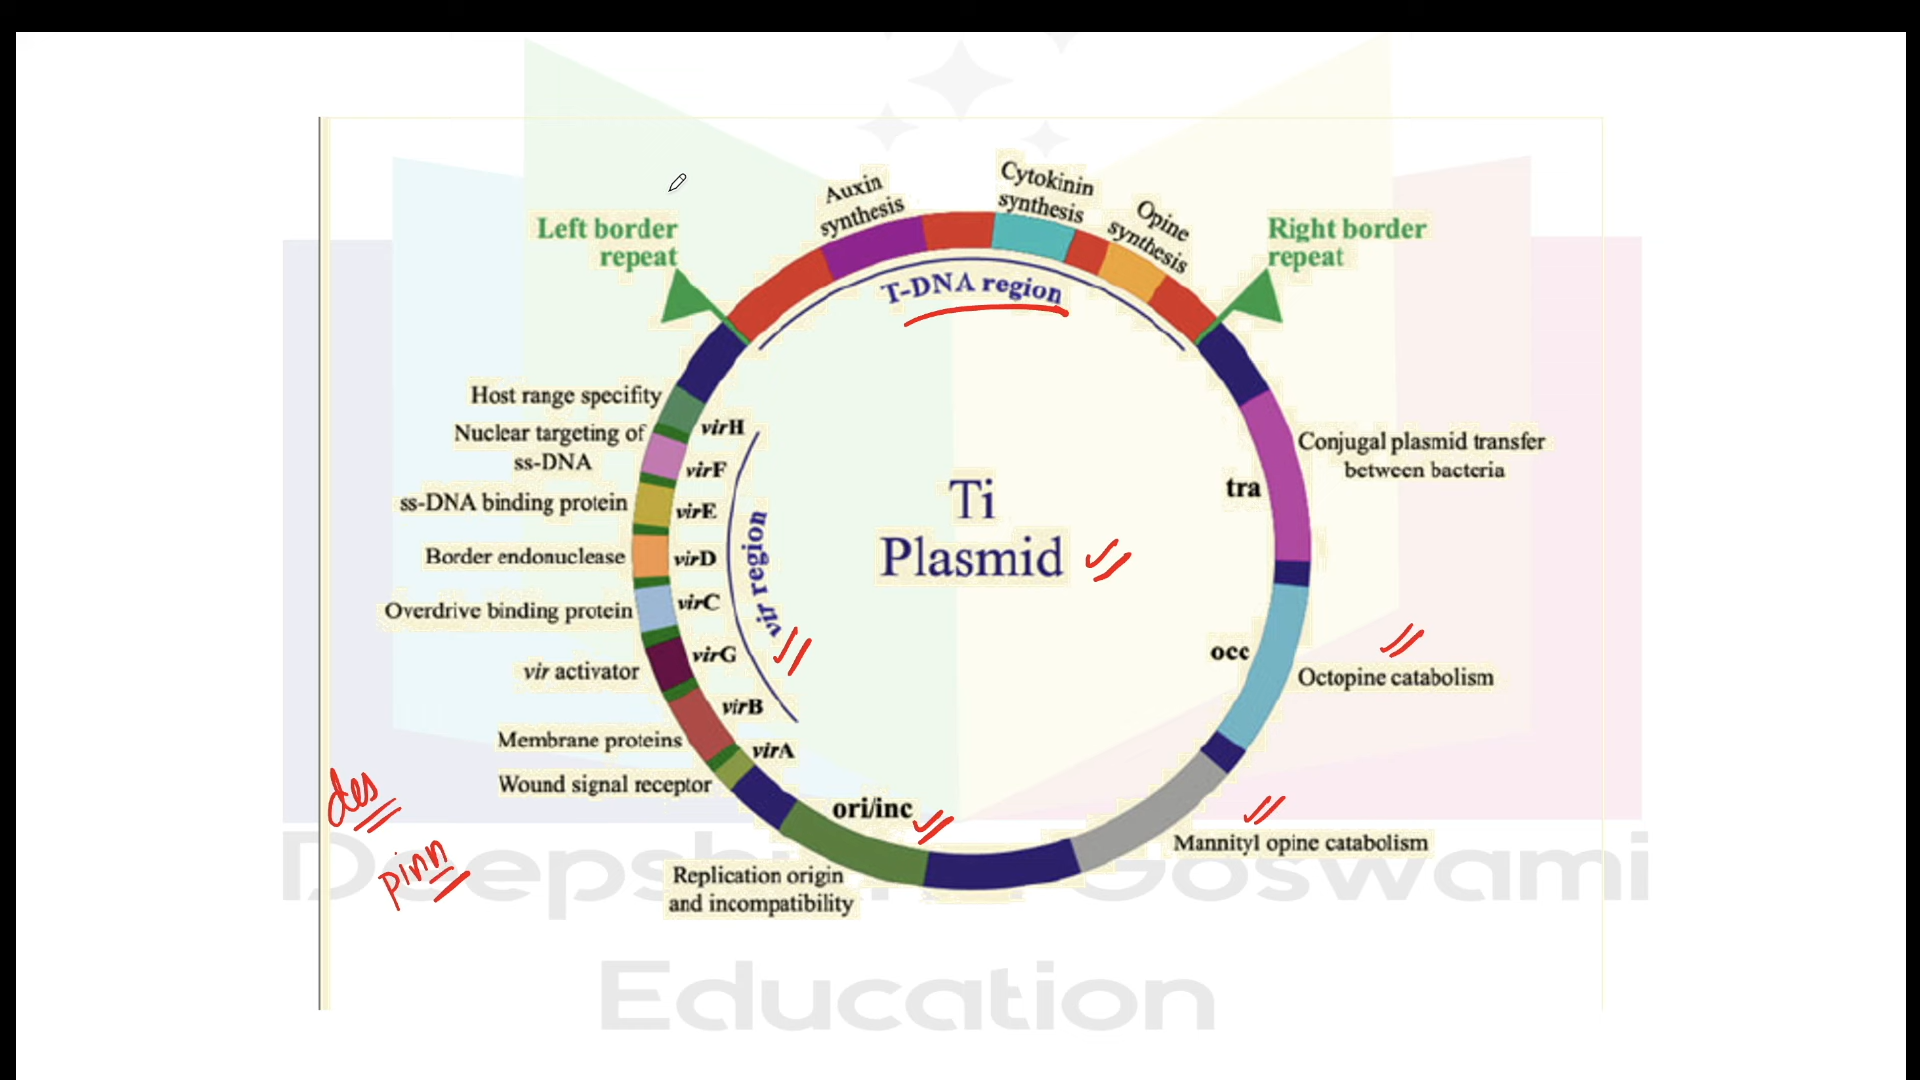 Auxin
synthesis
Cytokinin
synthesis
Opine
synthesis
Left border
repeat
Right border
repeat
T-DNA region
Host range specifity
virH
Nuclear targeting of
ss-DNA
virF
ss-DNA binding protein
virE
Border endonuclease
virD
Overdrive binding protein
virC
vir activator
virG
Membrane proteins
virB
Wound signal receptor
virA
vir region
Ti
Plasmid
Conjugal plasmid transfer
between bacteria
tra
occ
Octopine catabolism
Mannityl opine catabolism
ori/inc
Replication origin
and incompatibility
des
pinn
Goswami
Education